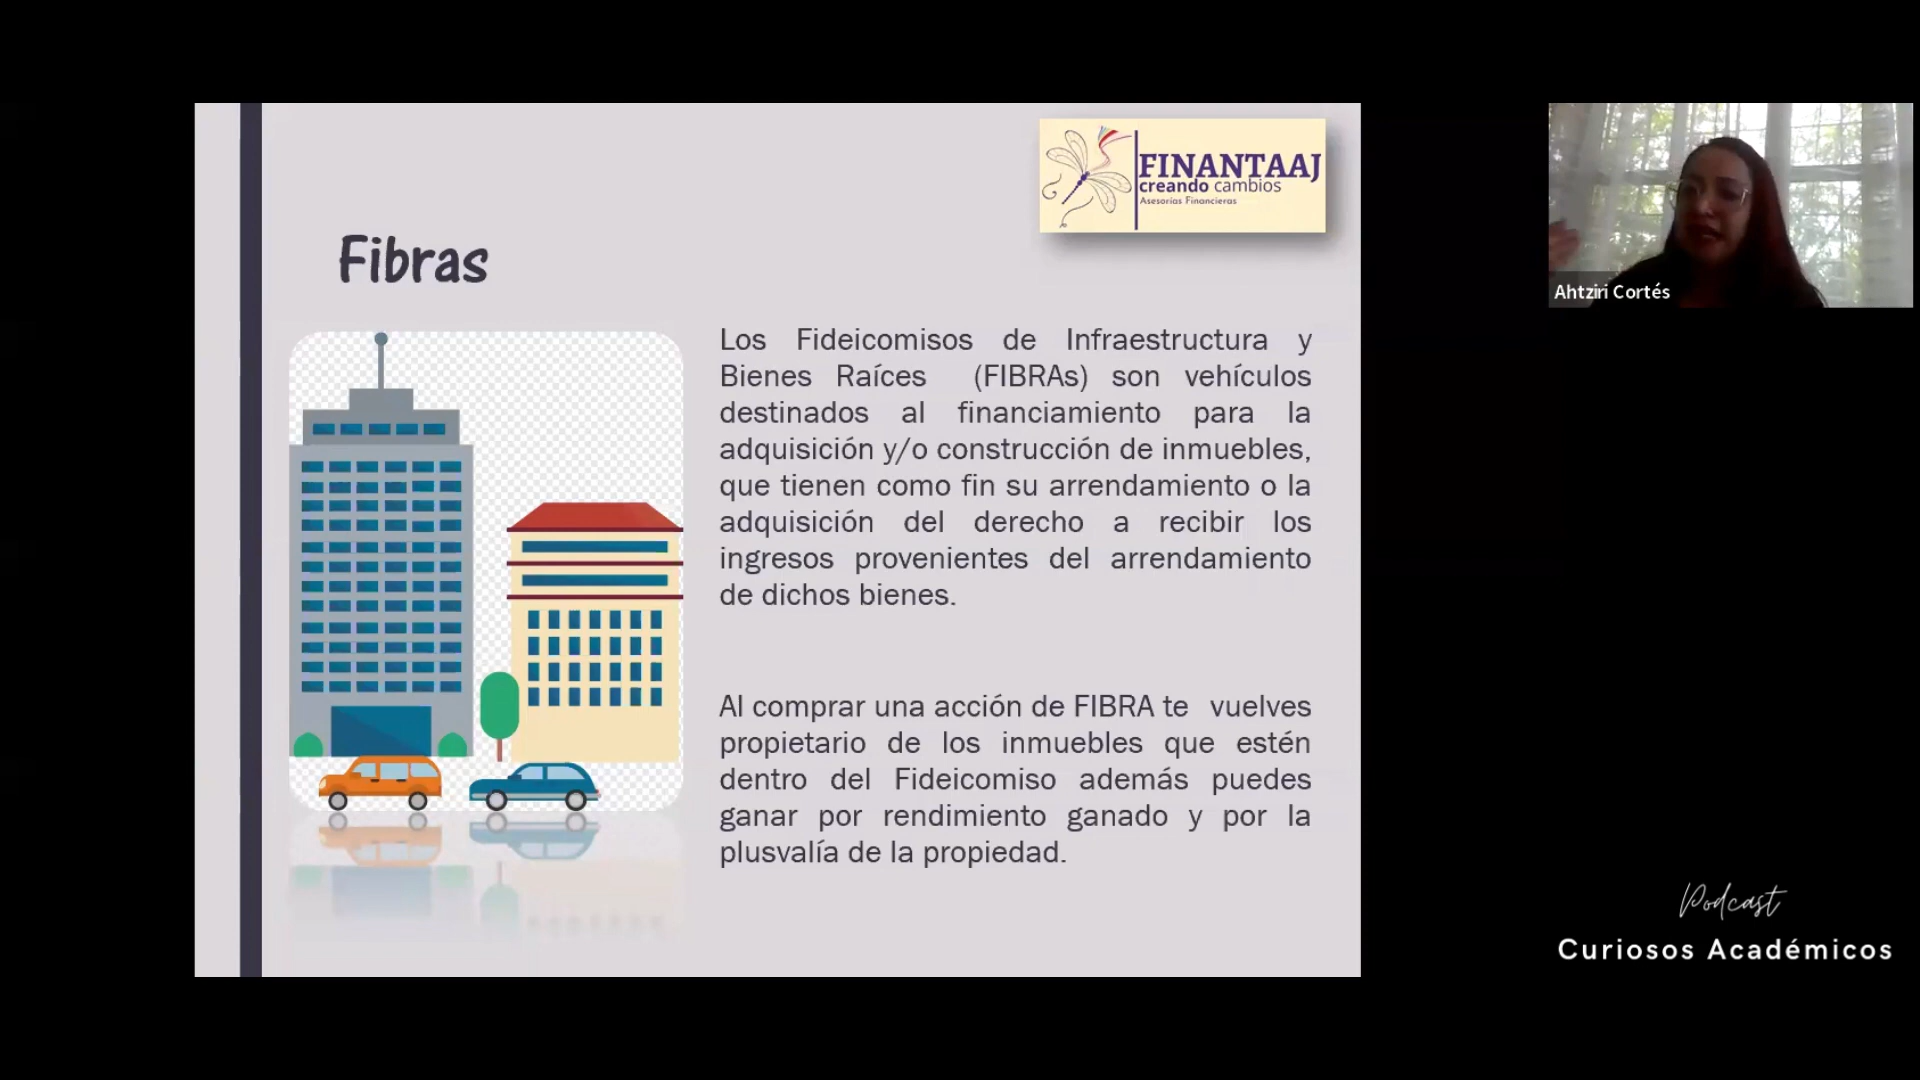 FINANTAAJ
creando cambios
Asesorías Financieras
Fibras
Los Fideicomisos de Infraestructura y
Bienes Raíces (FIBRAs) son vehículos
destinados al financiamiento para la
adquisición y/o construcción de inmuebles,
que tienen como fin su arrendamiento o la
adquisición del derecho a recibir los
ingresos provenientes del arrendamiento
de dichos bienes.
Al comprar una acción de FIBRA te vuelves
propietario de los inmuebles que estén
dentro del Fideicomiso además puedes
ganar por rendimiento ganado y por la
plusvalía de la propiedad.
Ahtziri Cortés
Podcast
Curiosos Académicos